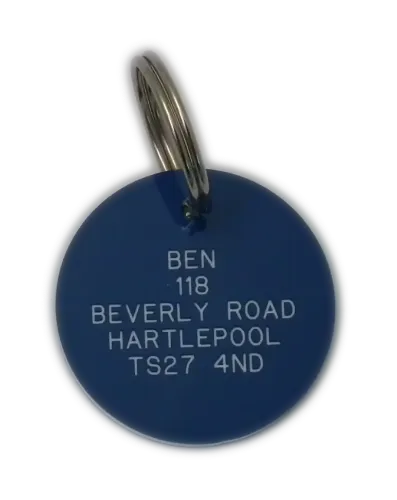 BEN
118
BEVERLY ROAD
HARTLEPOOL
TS27 4ND